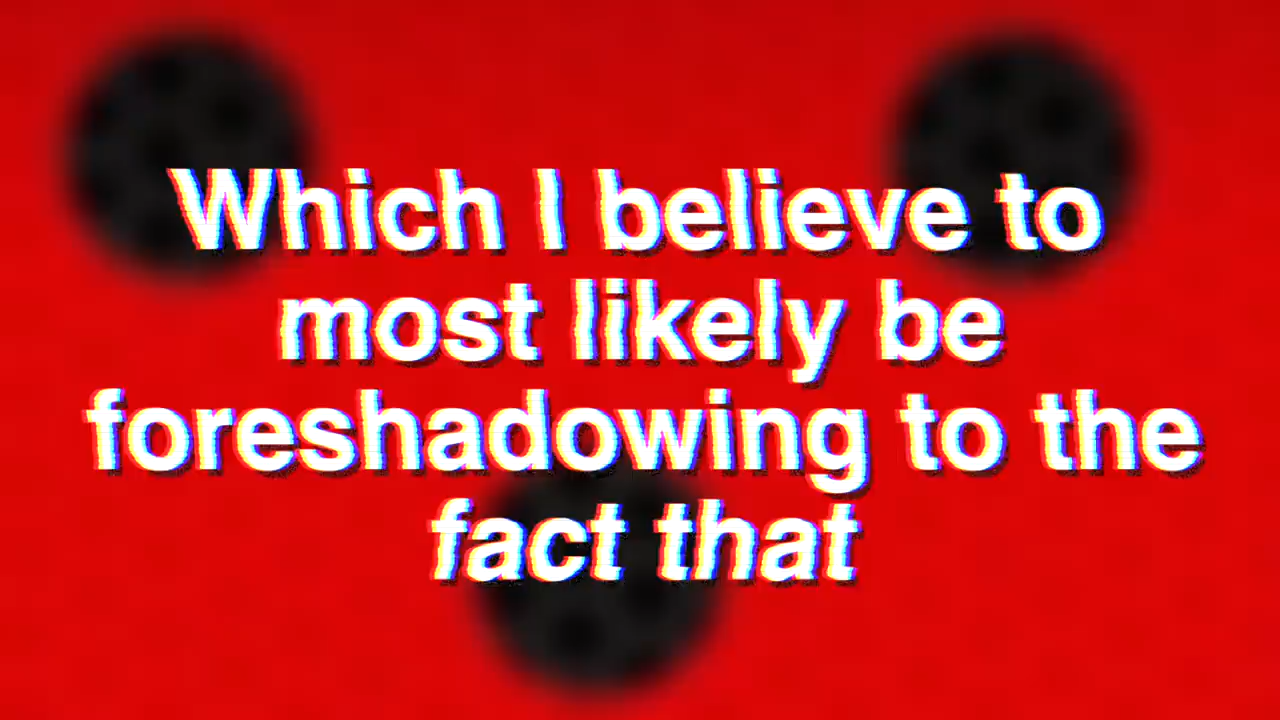 Which I believe to
most likely be
foreshadowing to the
fact that